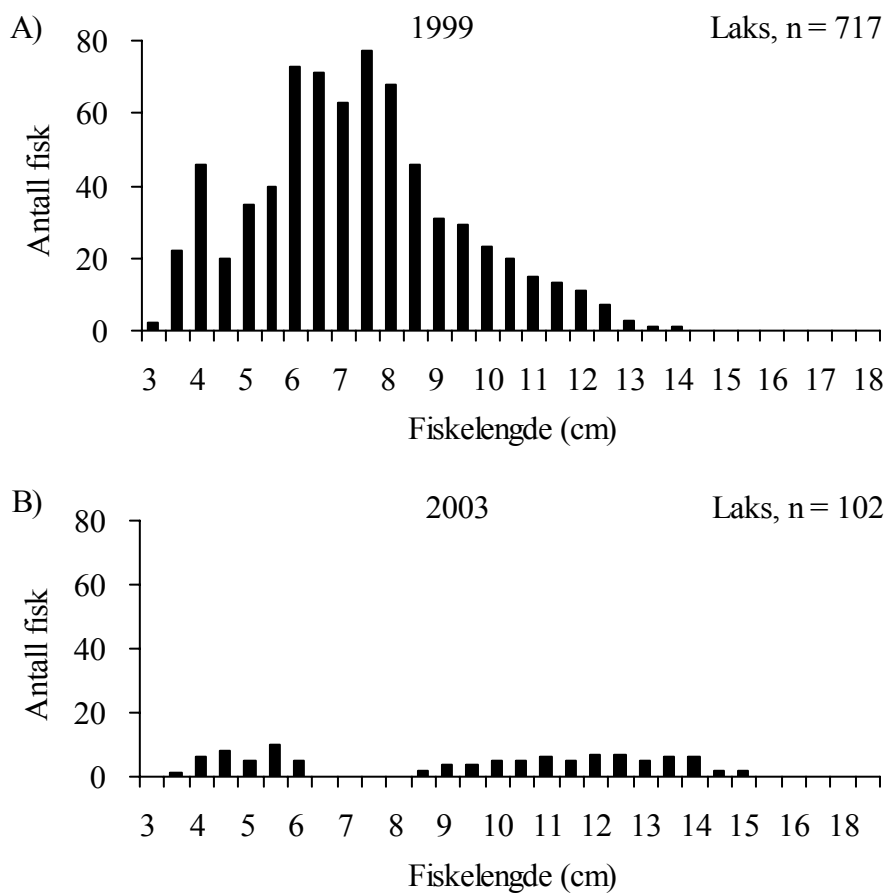 A) 1999 Laks, n = 717
80
60
40
20
0
Antall fisk
3 4 5 6 7 8 9 10 11 12 13 14 15 16 17 18
Fiskelengde (cm)
B) 2003 Laks, n = 102
80
60
40
20
0
Antall fisk
3 4 5 6 7 8 9 10 11 12 13 14 15 16 18
Fiskelengde (cm)